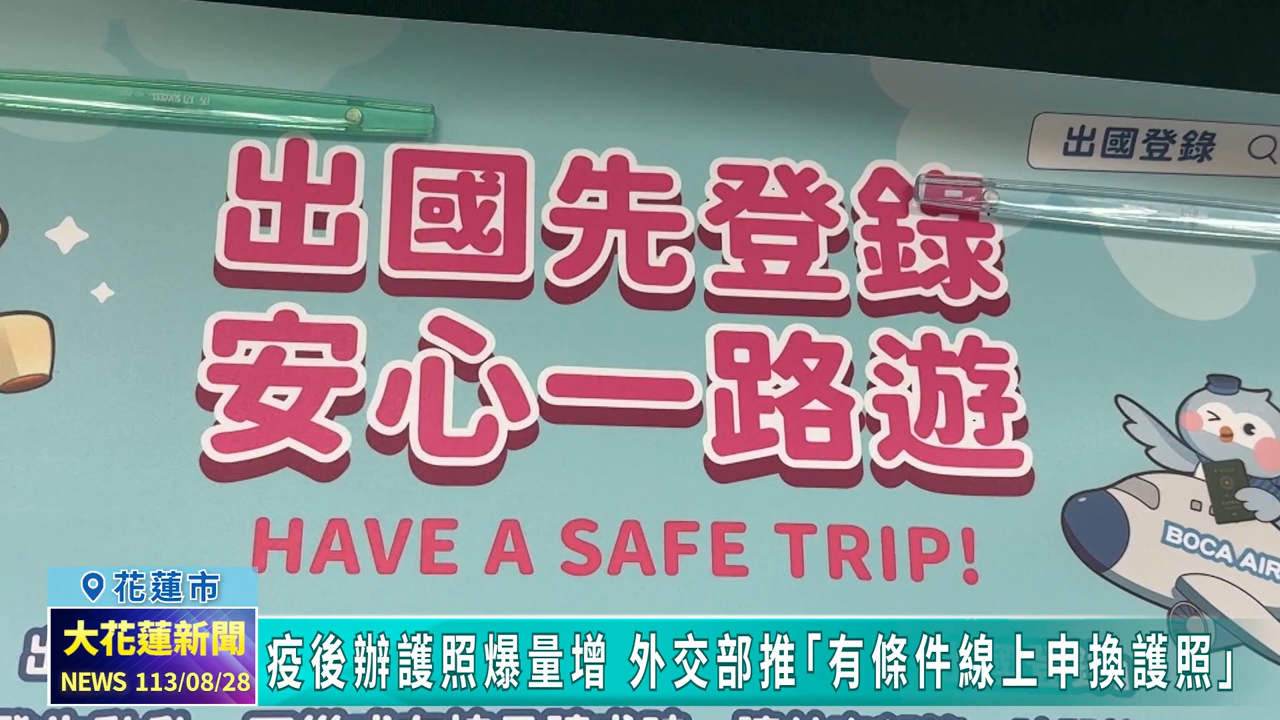 出國登錄
出國先登錄
安心一路遊
HAVE A SAFE TRIP!
BOCA AIR
花蓮市
大花蓮新聞
NEWS 113/08/28
疫後辦護照爆量增 外交部推「有條件線上申換護照」